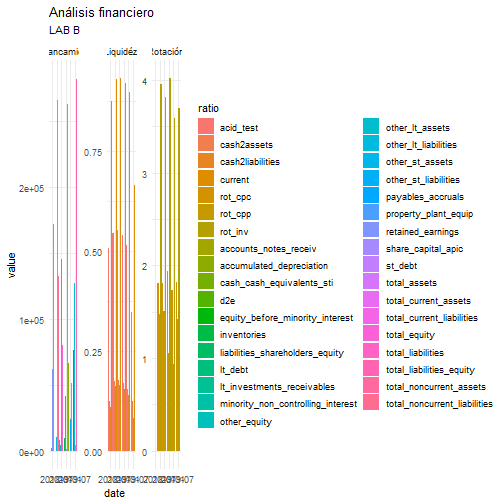 Análisis financiero
LAB B
ancami
iquidéz
otación
ratio
acid_test
cash2assets
cash2liabilities
current
rot_cpc
rot_cpp
rot_inv
accounts_notes_receiv
accumulated_depreciation
cash_cash_equivalents_sti
d2e
equity_before_minority_interest
inventories
liabilities_shareholders_equity
lt_debt
lt_investments_receivables
minority_non_controlling_interest
other_equity
other_lt_assets
other_lt_liabilities
other_st_assets
other_st_liabilities
payables_accruals
property_plant_equip
retained_earnings
share_capital_apic
st_debt
total_assets
total_current_assets
total_current_liabilities
total_equity
total_liabilities
total_liabilities_equity
total_noncurrent_assets
total_noncurrent_liabilities
value
2e+05
1e+05
0e+00
0.75
0.50
0.25
0.00
4
3
2
1
0
date